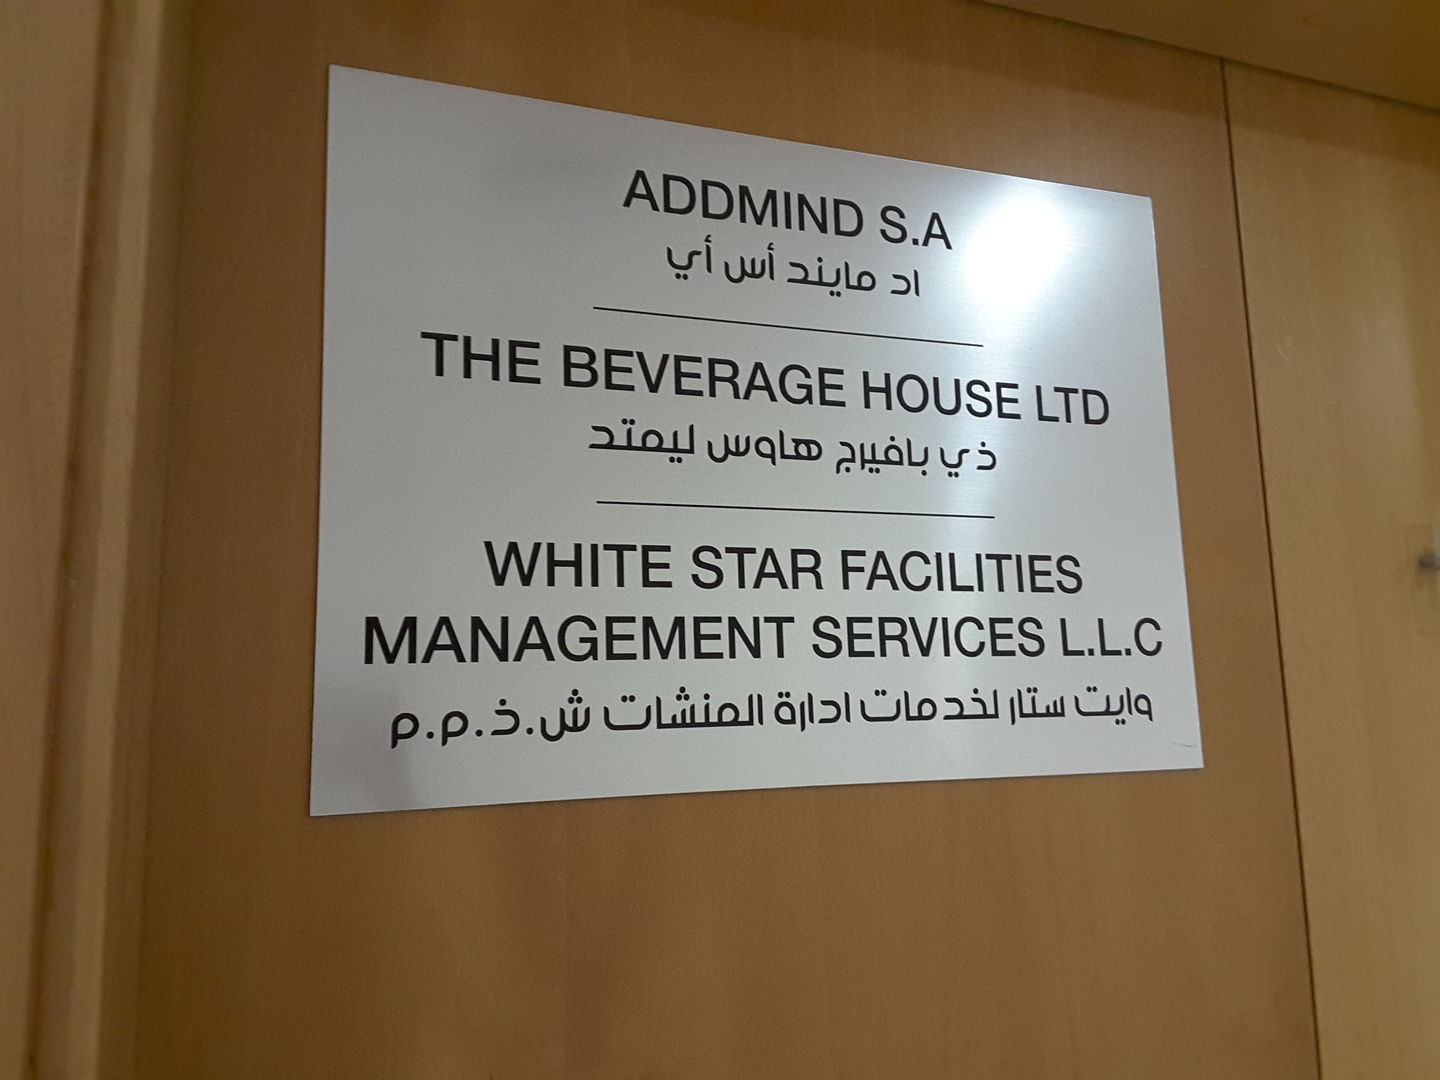 ADDMIND S.A
اد مايند أس أي
THE BEVERAGE HOUSE LTD
ذي بافيرج هاوس ليمتد
WHITE STAR FACILITIES
MANAGEMENT SERVICES L.L.C
وايت ستار لخدمات ادارة المنشات ش.ذ.م.م